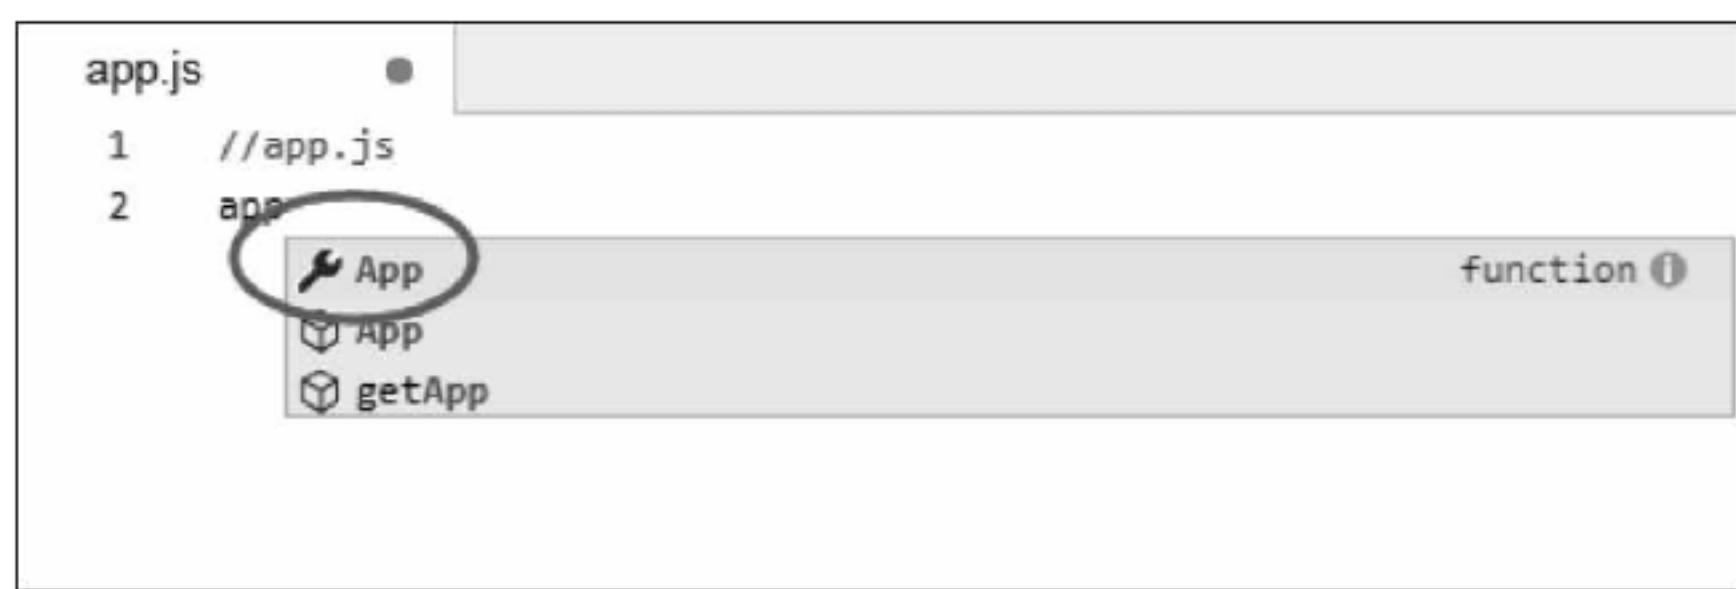 app.js
1 //app.js
2 app
App function
App
getApp